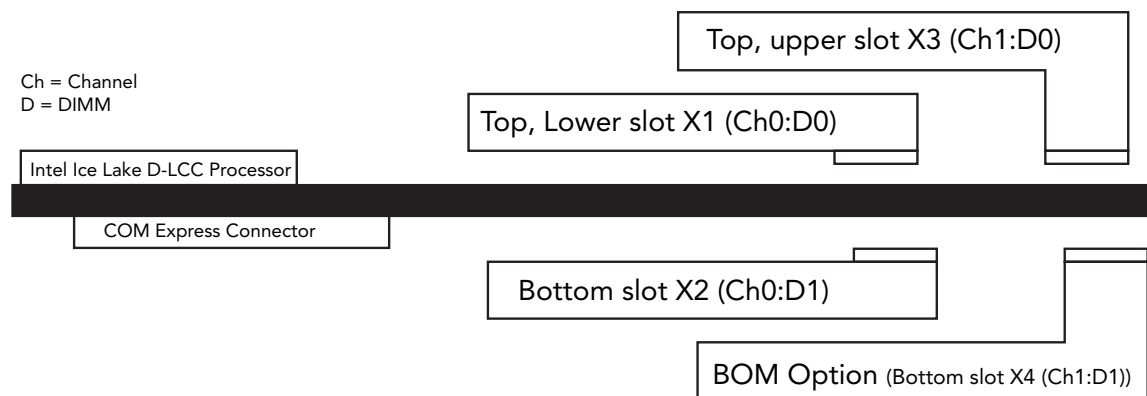 Top, upper slot X3 (Ch1:D0)
Ch = Channel
D = DIMM
Top, Lower slot X1 (Ch0:D0)
Intel Ice Lake D-LCC Processor
COM Express Connector
Bottom slot X2 (Ch0:D1)
BOM Option (Bottom slot X4 (Ch1:D1))